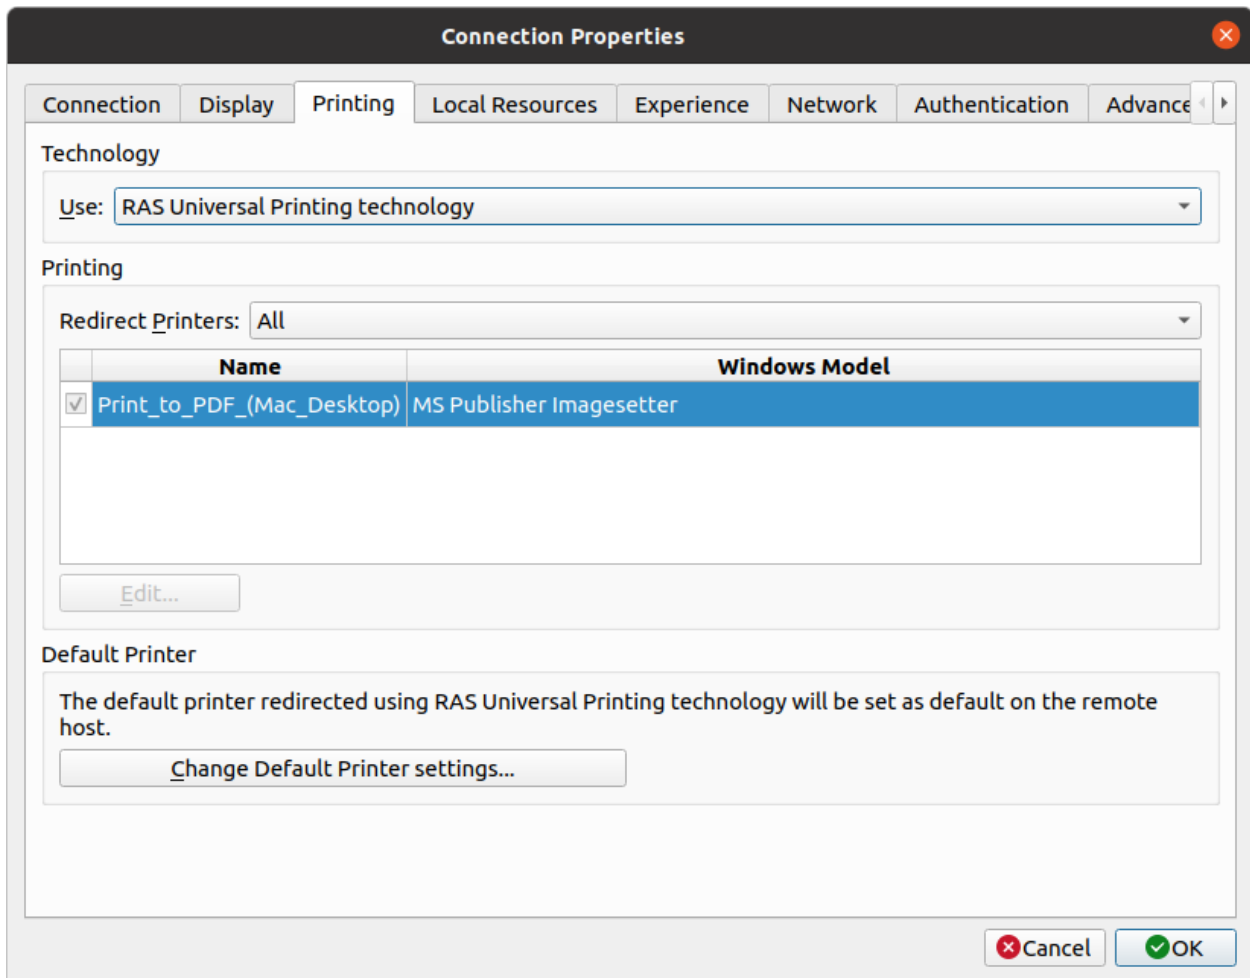 Connection Properties
Connection Display Printing Local Resources Experience Network Authentication Advance
Technology
Use: RAS Universal Printing technology
Printing
Redirect Printers: All
Name Windows Model
Print_to_PDF_(Mac_Desktop) MS Publisher Imagesetter
Edit...
Default Printer
The default printer redirected using RAS Universal Printing technology will be set as default on the remote
host.
Change Default Printer settings...
Cancel OK